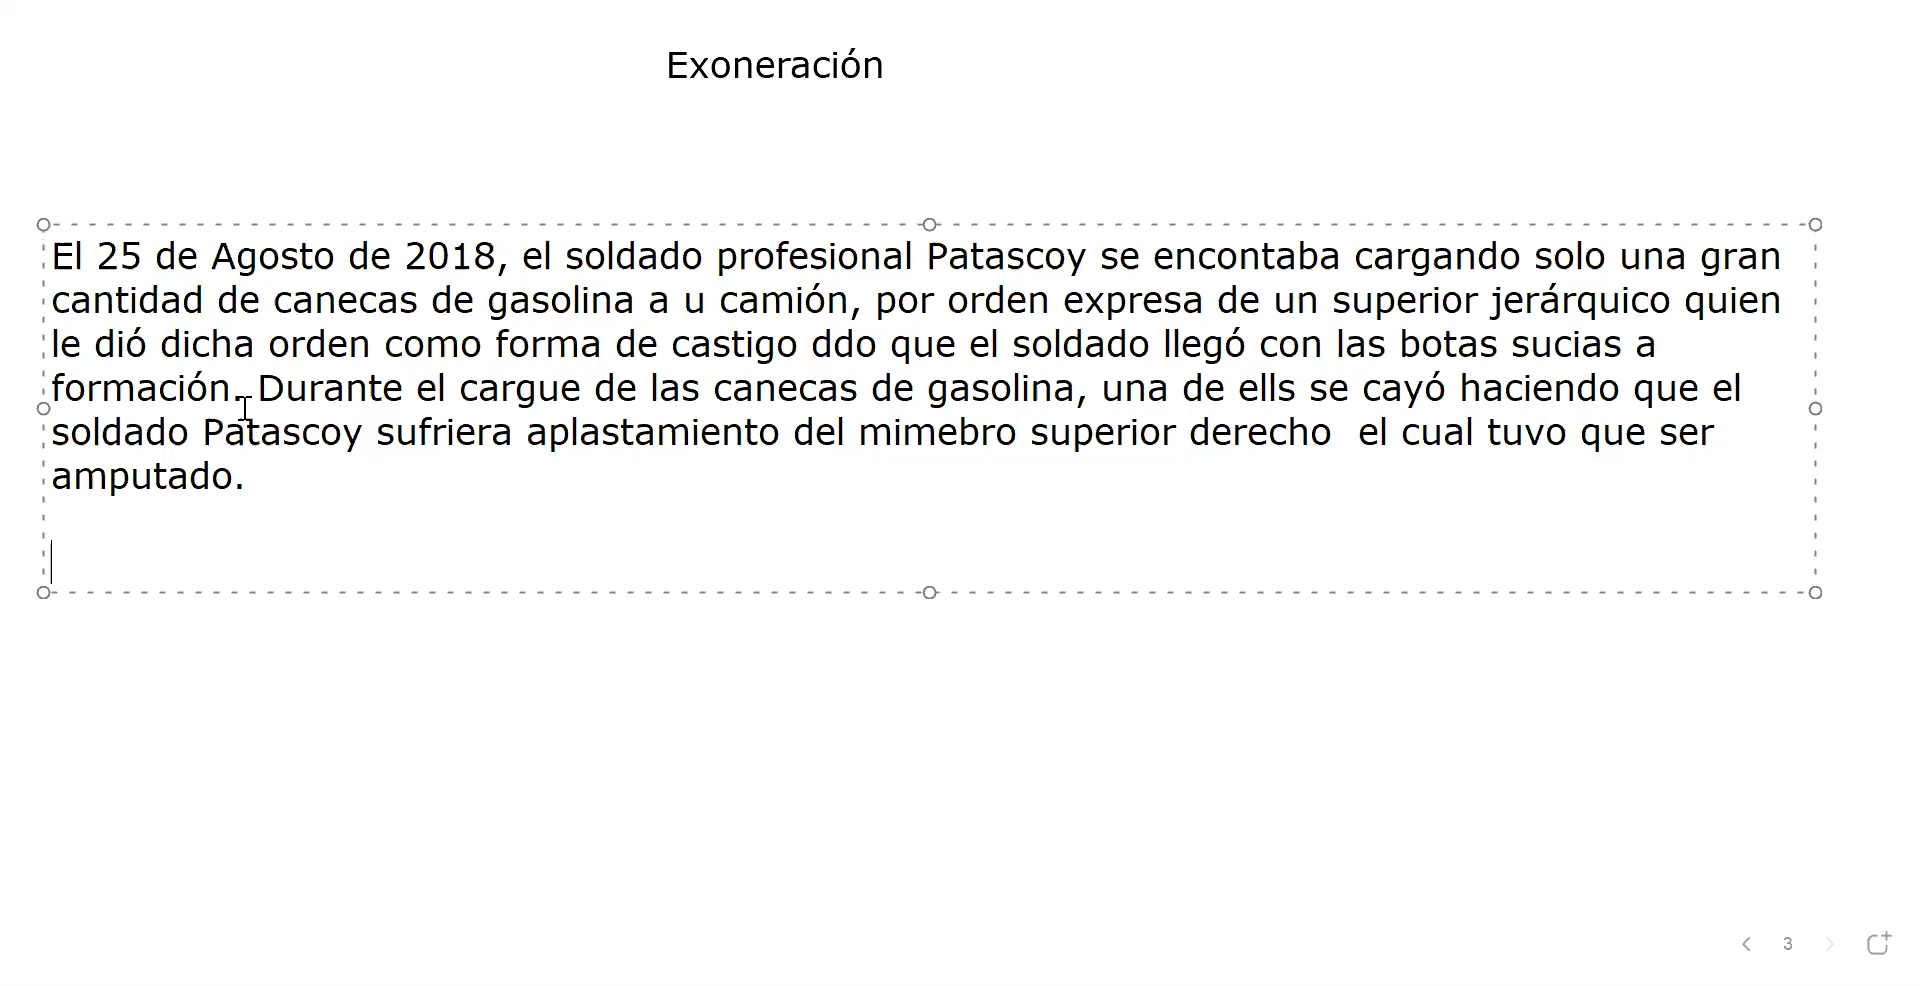 Exoneración
El 25 de Agosto de 2018, el soldado profesional Patascoy se encontaba cargando solo una gran
cantidad de canecas de gasolina a u camión, por orden expresa de un superior jerárquico quien
le dió dicha orden como forma de castigo ddo que el soldado llegó con las botas sucias a
formación. Durante el cargue de las canecas de gasolina, una de ells se cayó haciendo que el
soldado Patascoy sufriera aplastamiento del mimebro superior derecho  el cual tuvo que ser
amputado.
3